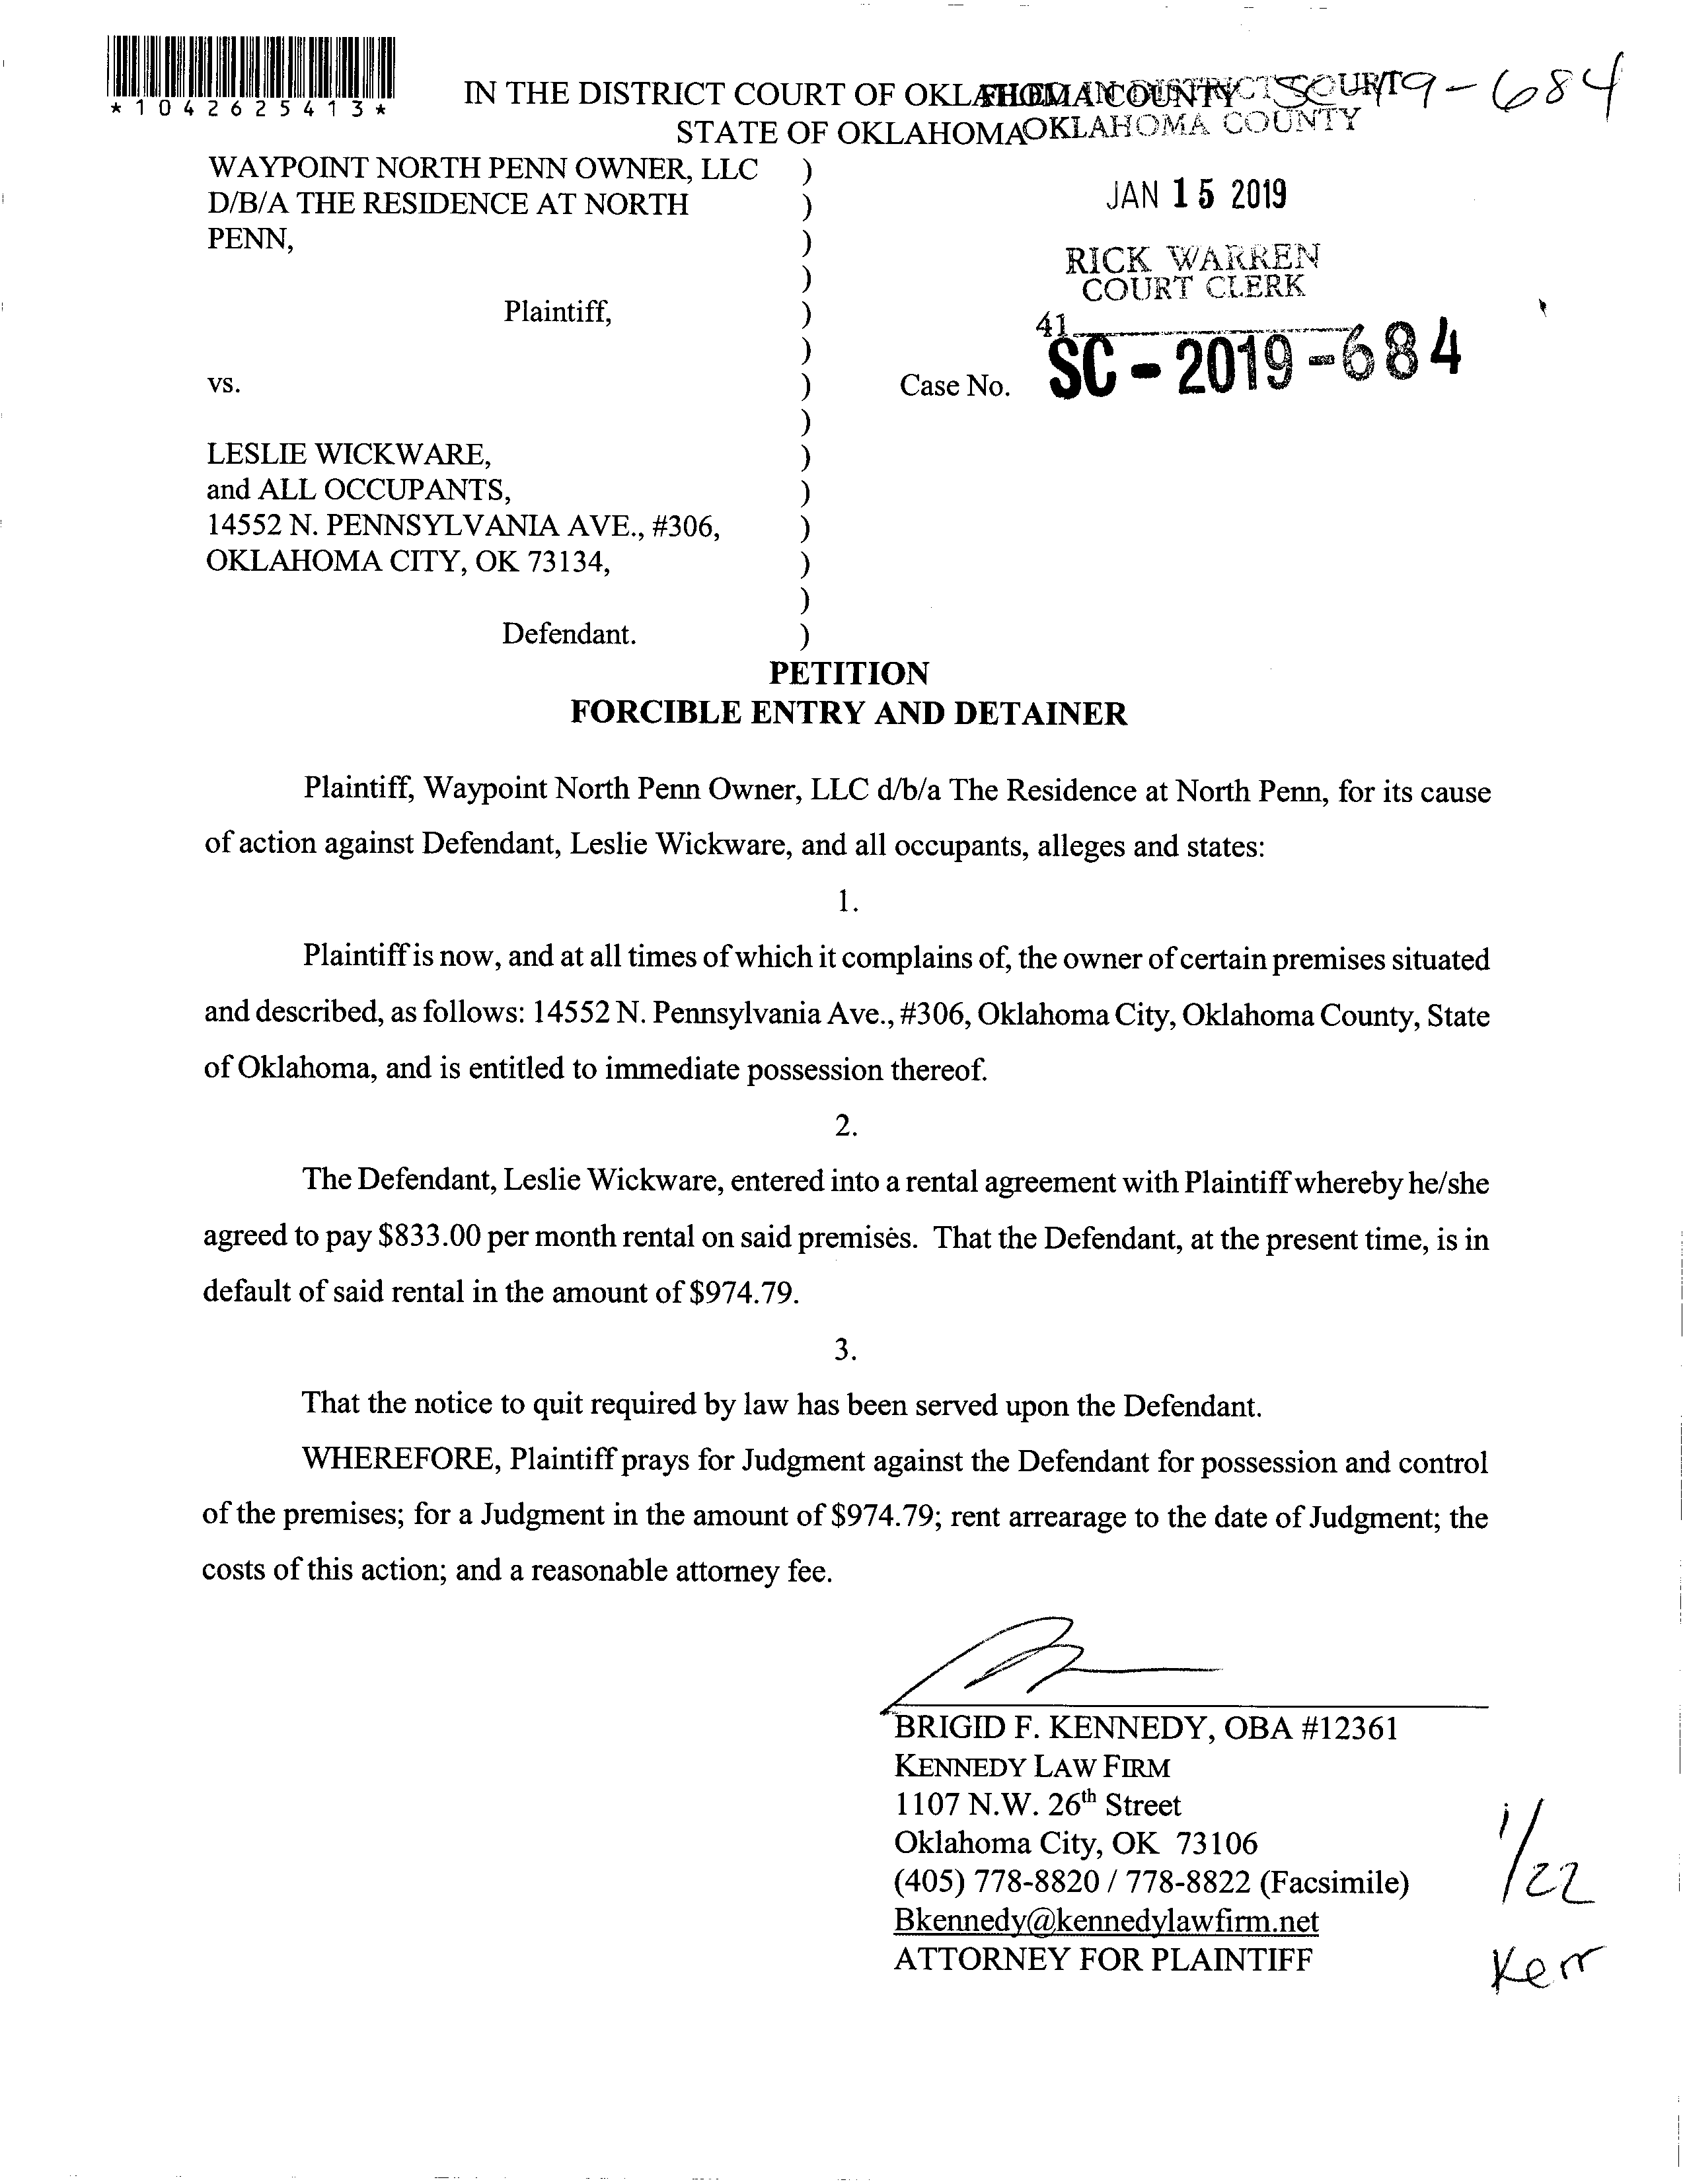 *1042625413*
IN THE DISTRICT COURT OF OKLAHOMA COUNTY
STATE OF OKLAHOMA
FILED IN DISTRICT COURT
OKLAHOMA COUNTY
SC 19-684
JAN 15 2019
RICK WARREN
COURT CLERK
41
WAYPOINT NORTH PENN OWNER, LLC )
D/B/A THE RESIDENCE AT NORTH )
PENN, )
)
Plaintiff, )
)
vs. ) Case No. SC-2019-684
)
LESLIE WICKWARE, )
and ALL OCCUPANTS, )
14552 N. PENNSYLVANIA AVE., #306, )
OKLAHOMA CITY, OK 73134, )
)
Defendant. )
PETITION
FORCIBLE ENTRY AND DETAINER
Plaintiff, Waypoint North Penn Owner, LLC d/b/a The Residence at North Penn, for its cause
of action against Defendant, Leslie Wickware, and all occupants, alleges and states:
1.
Plaintiff is now, and at all times of which it complains of, the owner of certain premises situated
and described, as follows: 14552 N. Pennsylvania Ave., #306, Oklahoma City, Oklahoma County, State
of Oklahoma, and is entitled to immediate possession thereof.
2.
The Defendant, Leslie Wickware, entered into a rental agreement with Plaintiff whereby he/she
agreed to pay $833.00 per month rental on said premises. That the Defendant, at the present time, is in
default of said rental in the amount of $974.79.
3.
That the notice to quit required by law has been served upon the Defendant.
WHEREFORE, Plaintiff prays for Judgment against the Defendant for possession and control
of the premises; for a Judgment in the amount of $974.79; rent arrearage to the date of Judgment; the
costs of this action; and a reasonable attorney fee.
BRIGID F. KENNEDY, OBA #12361
KENNEDY LAW FIRM
1107 N.W. 26th Street
Oklahoma City, OK 73106
(405) 778-8820 / 778-8822 (Facsimile)
Bkennedy@kennedylawfirm.net
ATTORNEY FOR PLAINTIFF
1/22
Kerr